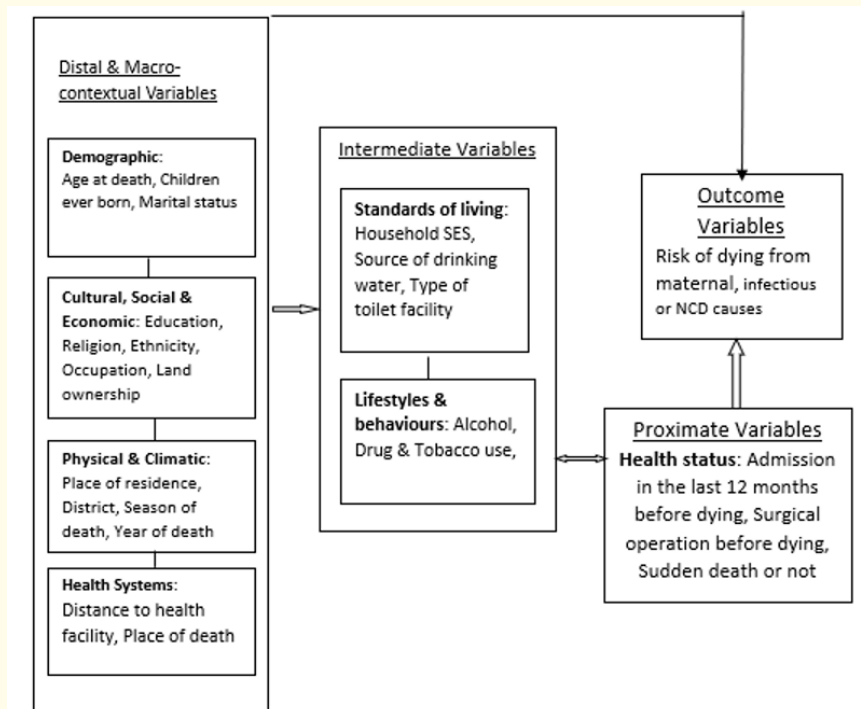 Distal & Macro-
contextual Variables
Demographic:
Age at death, Children
ever born, Marital status
Cultural, Social &
Economic: Education,
Religion, Ethnicity,
Occupation, Land
ownership
Physical & Climatic:
Place of residence,
District, Season of
death, Year of death
Health Systems:
Distance to health
facility, Place of death
Intermediate Variables
Standards of living:
Household SES,
Source of drinking
water, Type of
toilet facility
Lifestyles &
behaviours: Alcohol,
Drug & Tobacco use,
Outcome
Variables
Risk of dying from
maternal, infectious
or NCD causes
Proximate Variables
Health status: Admission
in the last 12 months
before dying, Surgical
operation before dying,
Sudden death or not